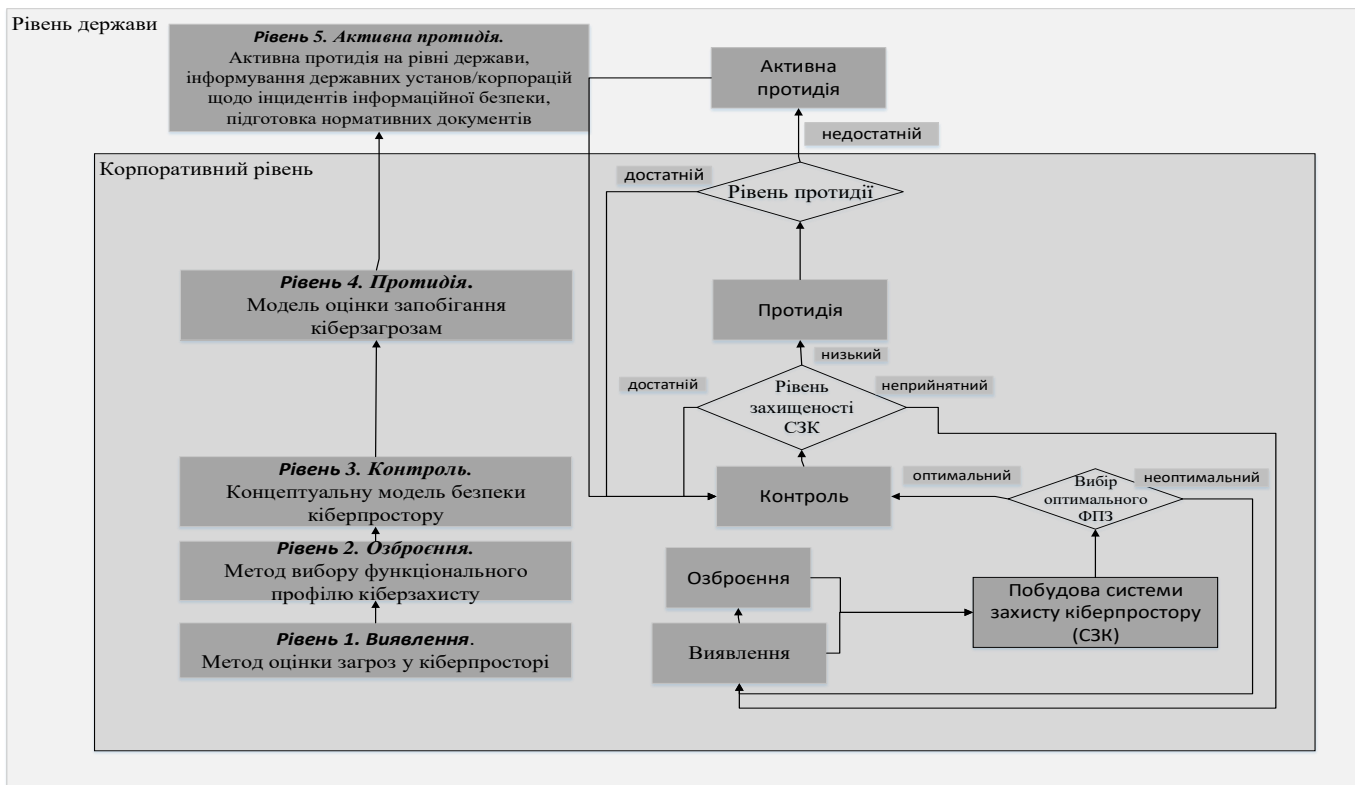 Рівень держави
Рівень 5. Активна протидія.
Активна протидія на рівні держави,
інформування державних установ/корпорацій
щодо інцидентів інформаційної безпеки,
підготовка нормативних документів
Активна
протидія
недостатній
Корпоративний рівень
достатній
Рівень протидії
Рівень 4. Протидія.
Модель оцінки запобігання
кіберзагрозам
Протидія
низький
достатній
неприйнятний
Рівень
захищеності
СЗК
Рівень 3. Контроль.
Концептуальну модель безпеки
кіберпростору
Контроль
оптимальний
Вибір
оптимального
ФПЗ
неоптимальний
Рівень 2. Озброєння.
Метод вибору функціонального
профілю кіберзахисту
Озброєння
Побудова системи
захисту кіберпростору
(СЗК)
Рівень 1. Виявлення.
Метод оцінки загроз у кіберпросторі
Виявлення